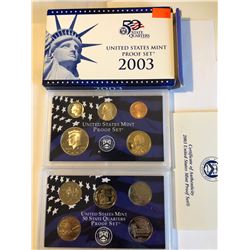 50
STATE
QUARTERS
UNITED STATES MINT
PROOF SET
2003
2003
UNITED STATES MINT
PROOF SET
UNITED STATES MINT
50 STATE QUARTERS
PROOF SET
Certificate of Authenticity
2003 United States Mint Proof Set®